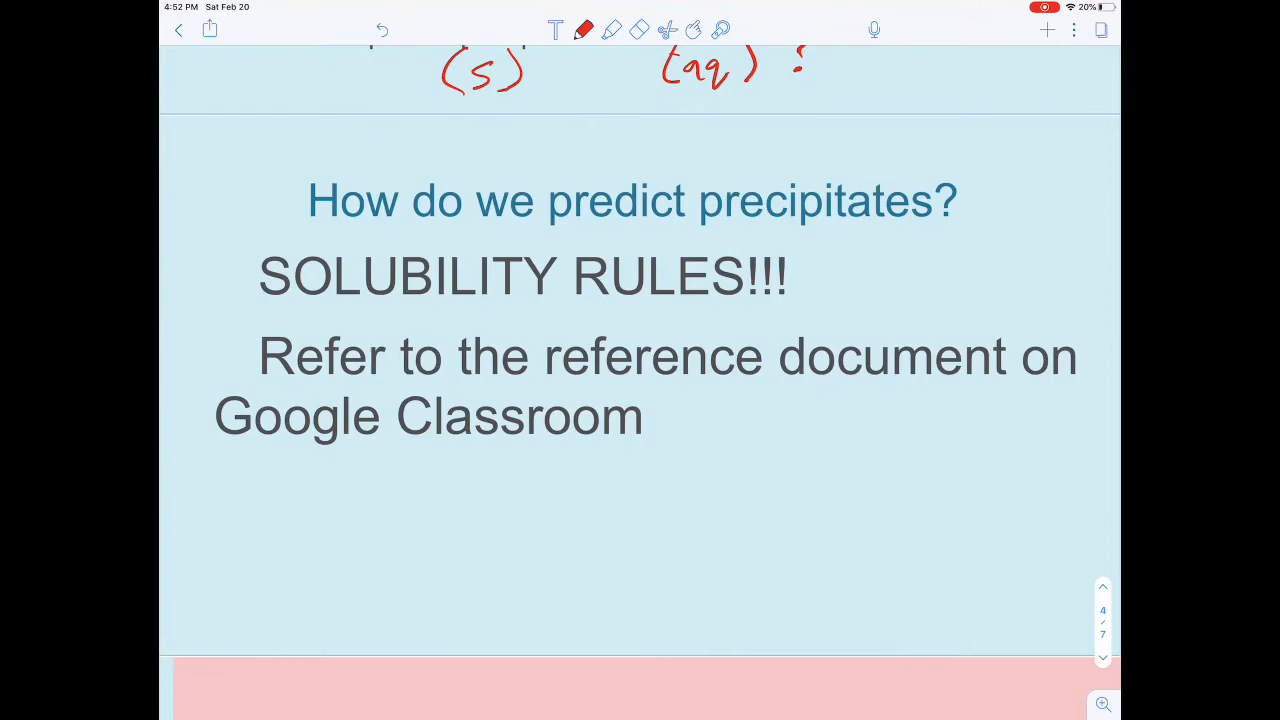 4:52 PM Sat Feb 20
20%
T
(s) (aq) ?
How do we predict precipitates?
SOLUBILITY RULES!!!
Refer to the reference document on
Google Classroom
4
/
7